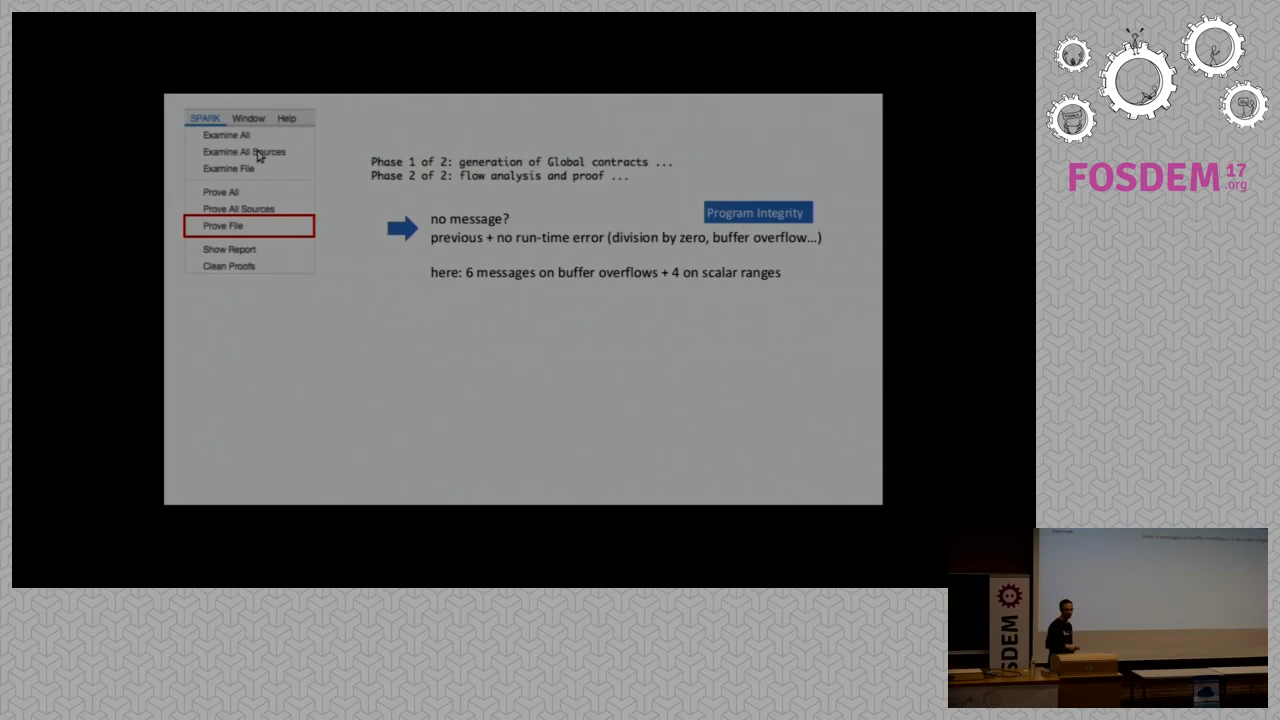 SPARK Window Help
Examine All
Examine All Sources
Examine File
Prove All
Prove All Sources
Prove File
Show Report
Clean Proofs
Phase 1 of 2: generation of Global contracts ...
Phase 2 of 2: flow analysis and proof ...
no message?
Program Integrity
previous + no run-time error (division by zero, buffer overflow...)
here: 6 messages on buffer overflows + 4 on scalar ranges
FOSDEM 17
.org
SDEM